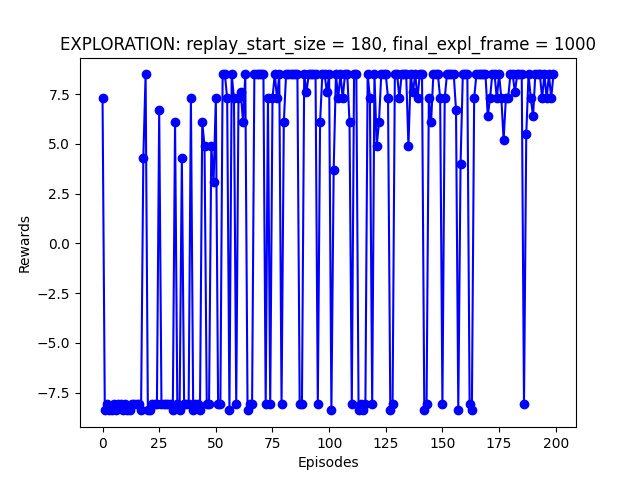 EXPLORATION: replay_start_size = 180, final_expl_frame = 1000
7.5
5.0
2.5
0.0
−2.5
−5.0
−7.5
Rewards
0 25 50 75 100 125 150 175 200
Episodes